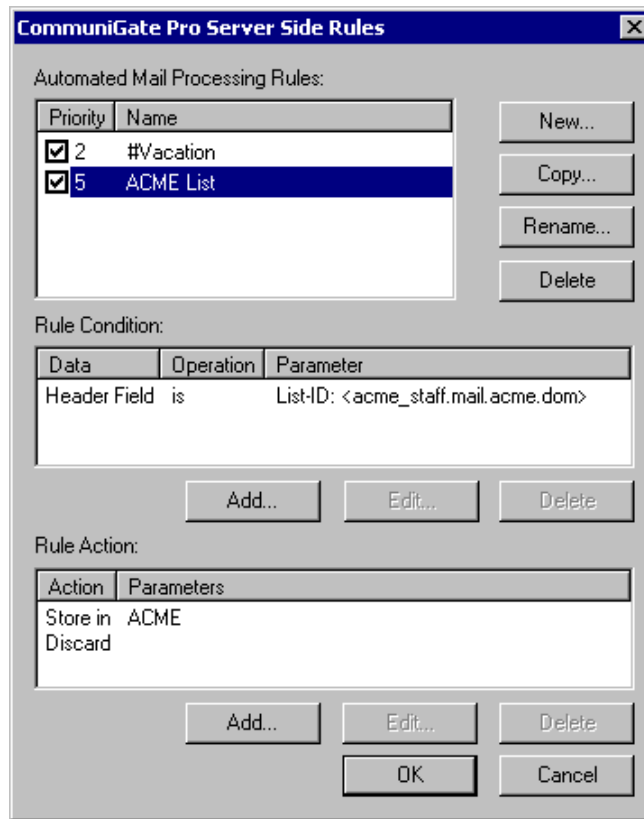 CommuniGate Pro Server Side Rules
Automated Mail Processing Rules:
Priority Name
2 #Vacation
5 ACME List
New...
Copy...
Rename...
Delete
Rule Condition:
Data Operation Parameter
Header Field is List-ID: <acme_staff.mail.acme.dom>
Add... Edit... Delete
Rule Action:
Action Parameters
Store in ACME
Discard
Add... Edit... Delete
OK Cancel